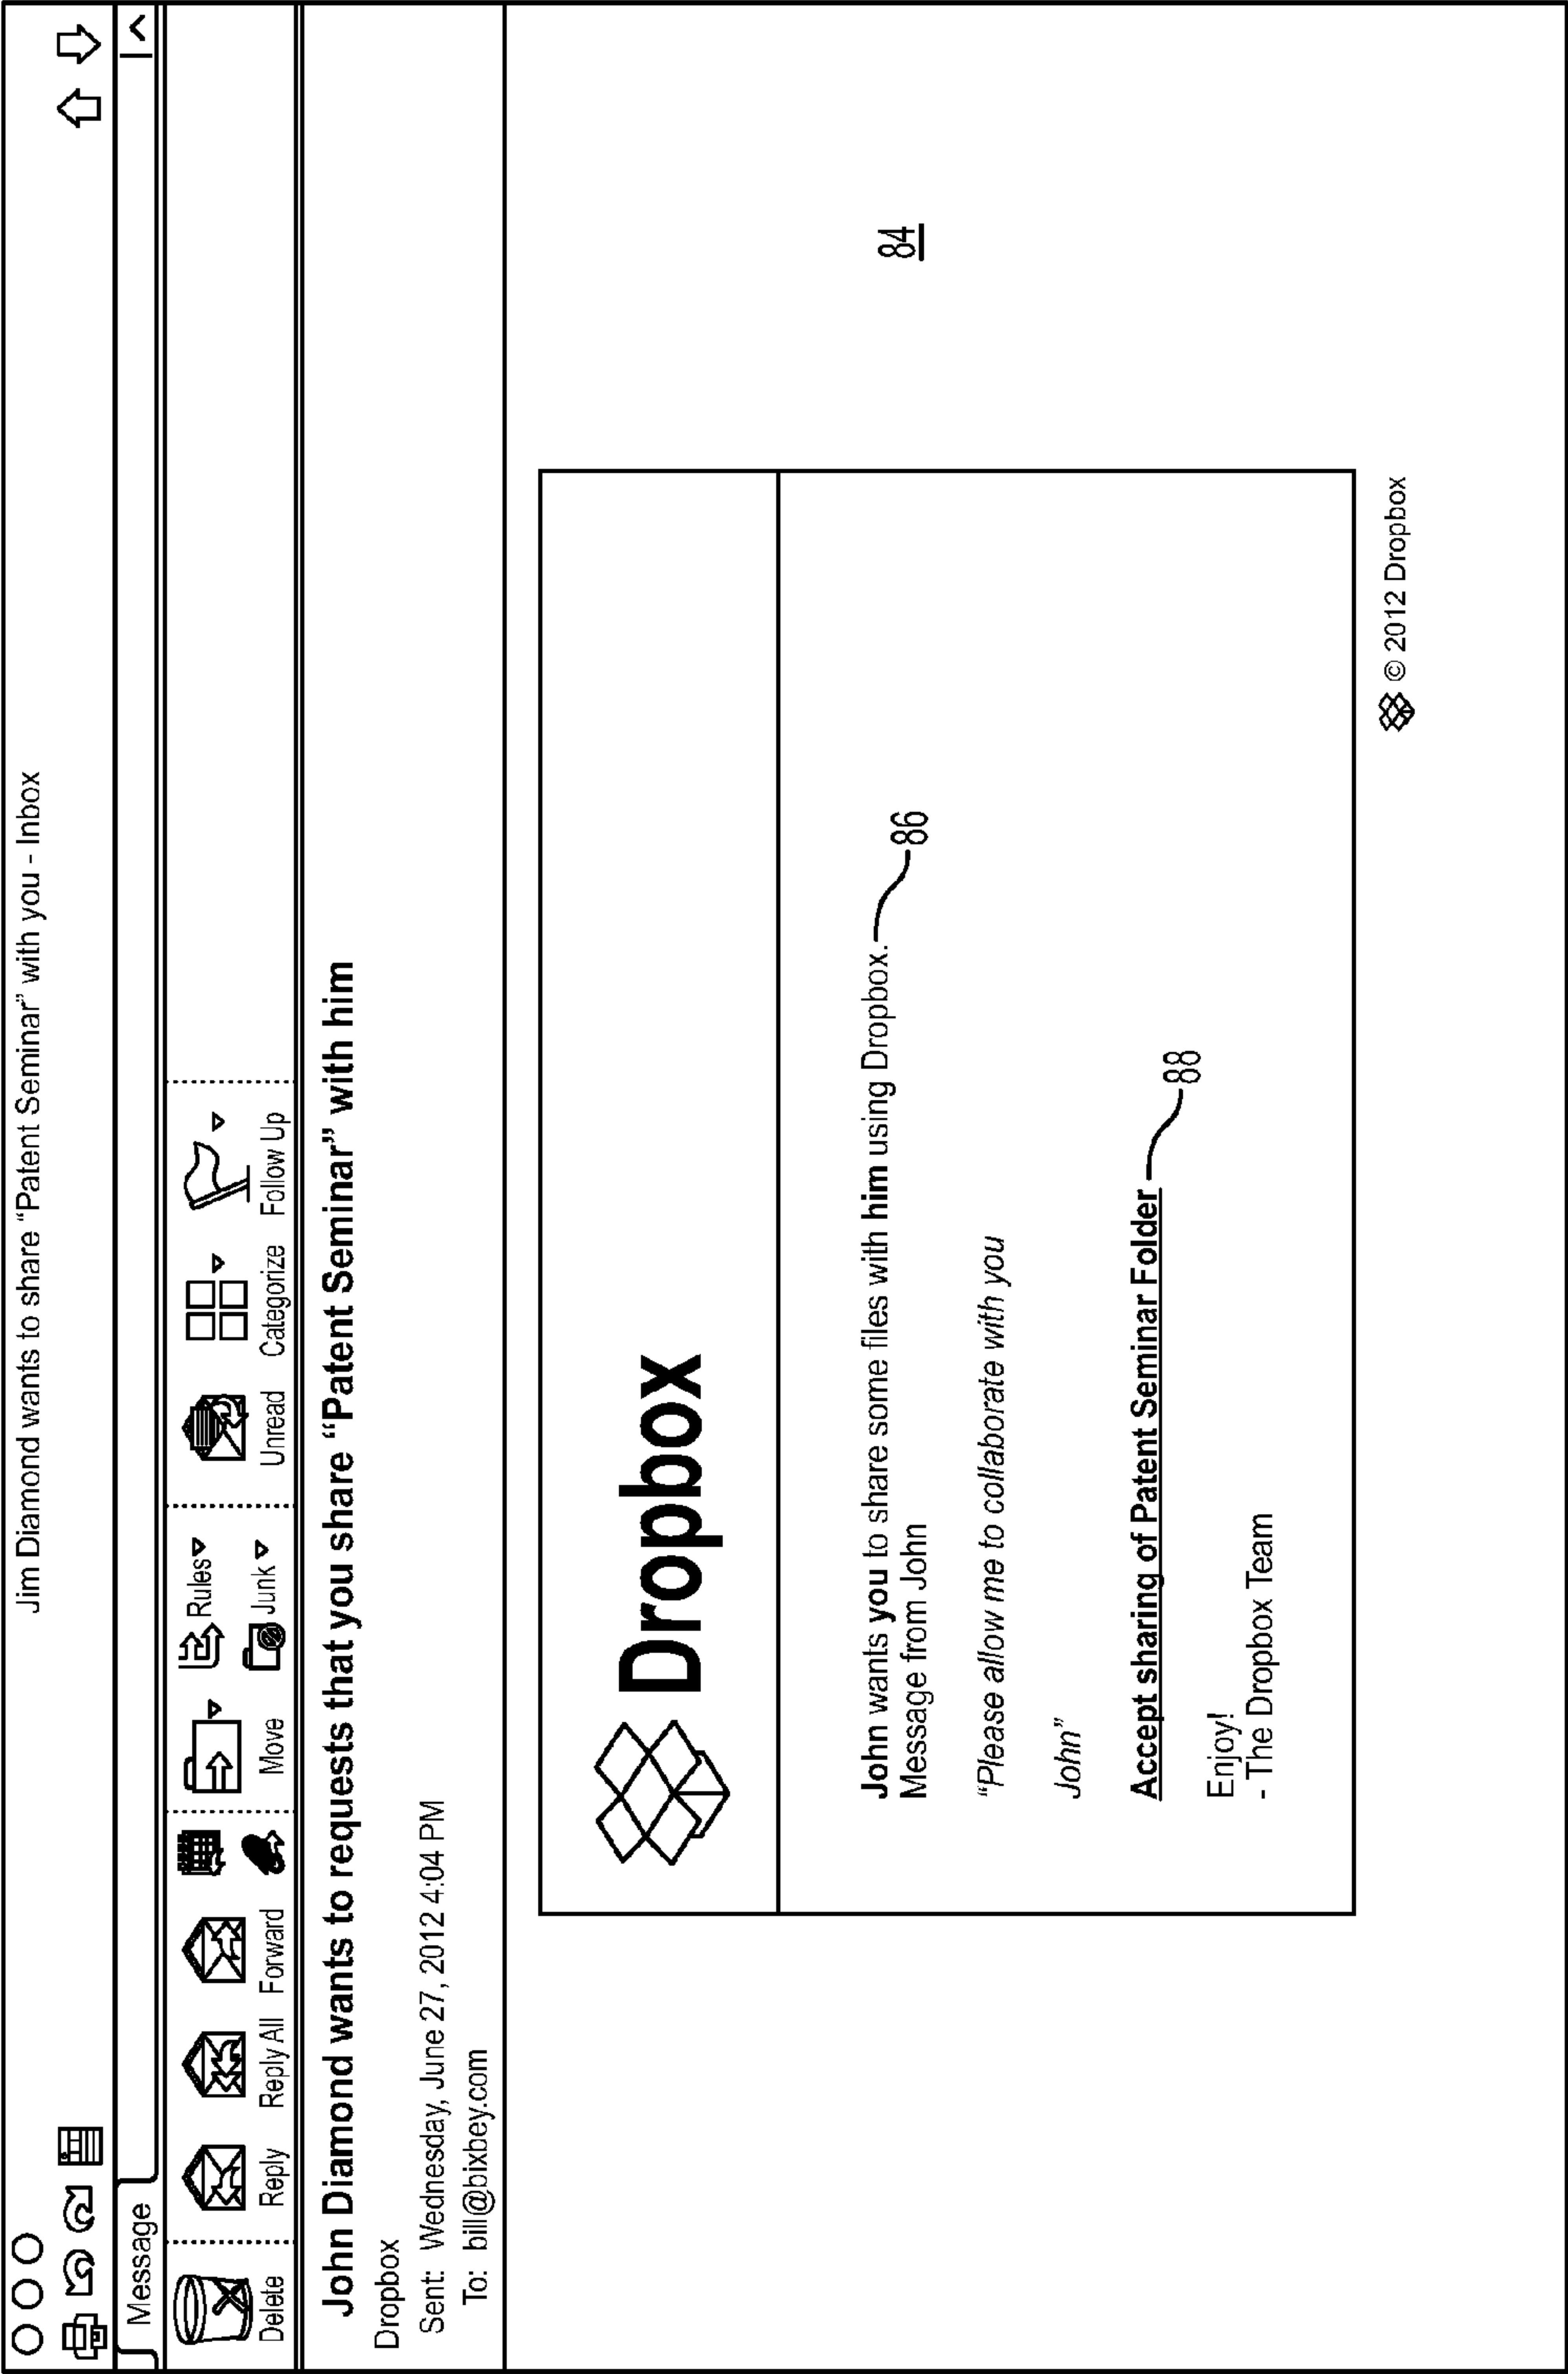 Jim Diamond wants to share “Patent Seminar” with you - Inbox
Message
Delete
Reply
Reply All
Forward
Move
Rules
Junk
Unread
Categorize
Follow Up
John Diamond wants to requests that you share “Patent Seminar” with him
Dropbox
Sent: Wednesday, June 27, 2012 4:04 PM
To: bill@bixbey.com
Dropbox
84
John wants you to share some files with him using Dropbox.
86
Message from John
“Please allow me to collaborate with you
John”
Accept sharing of Patent Seminar Folder
88
Enjoy!
- The Dropbox Team
© 2012 Dropbox